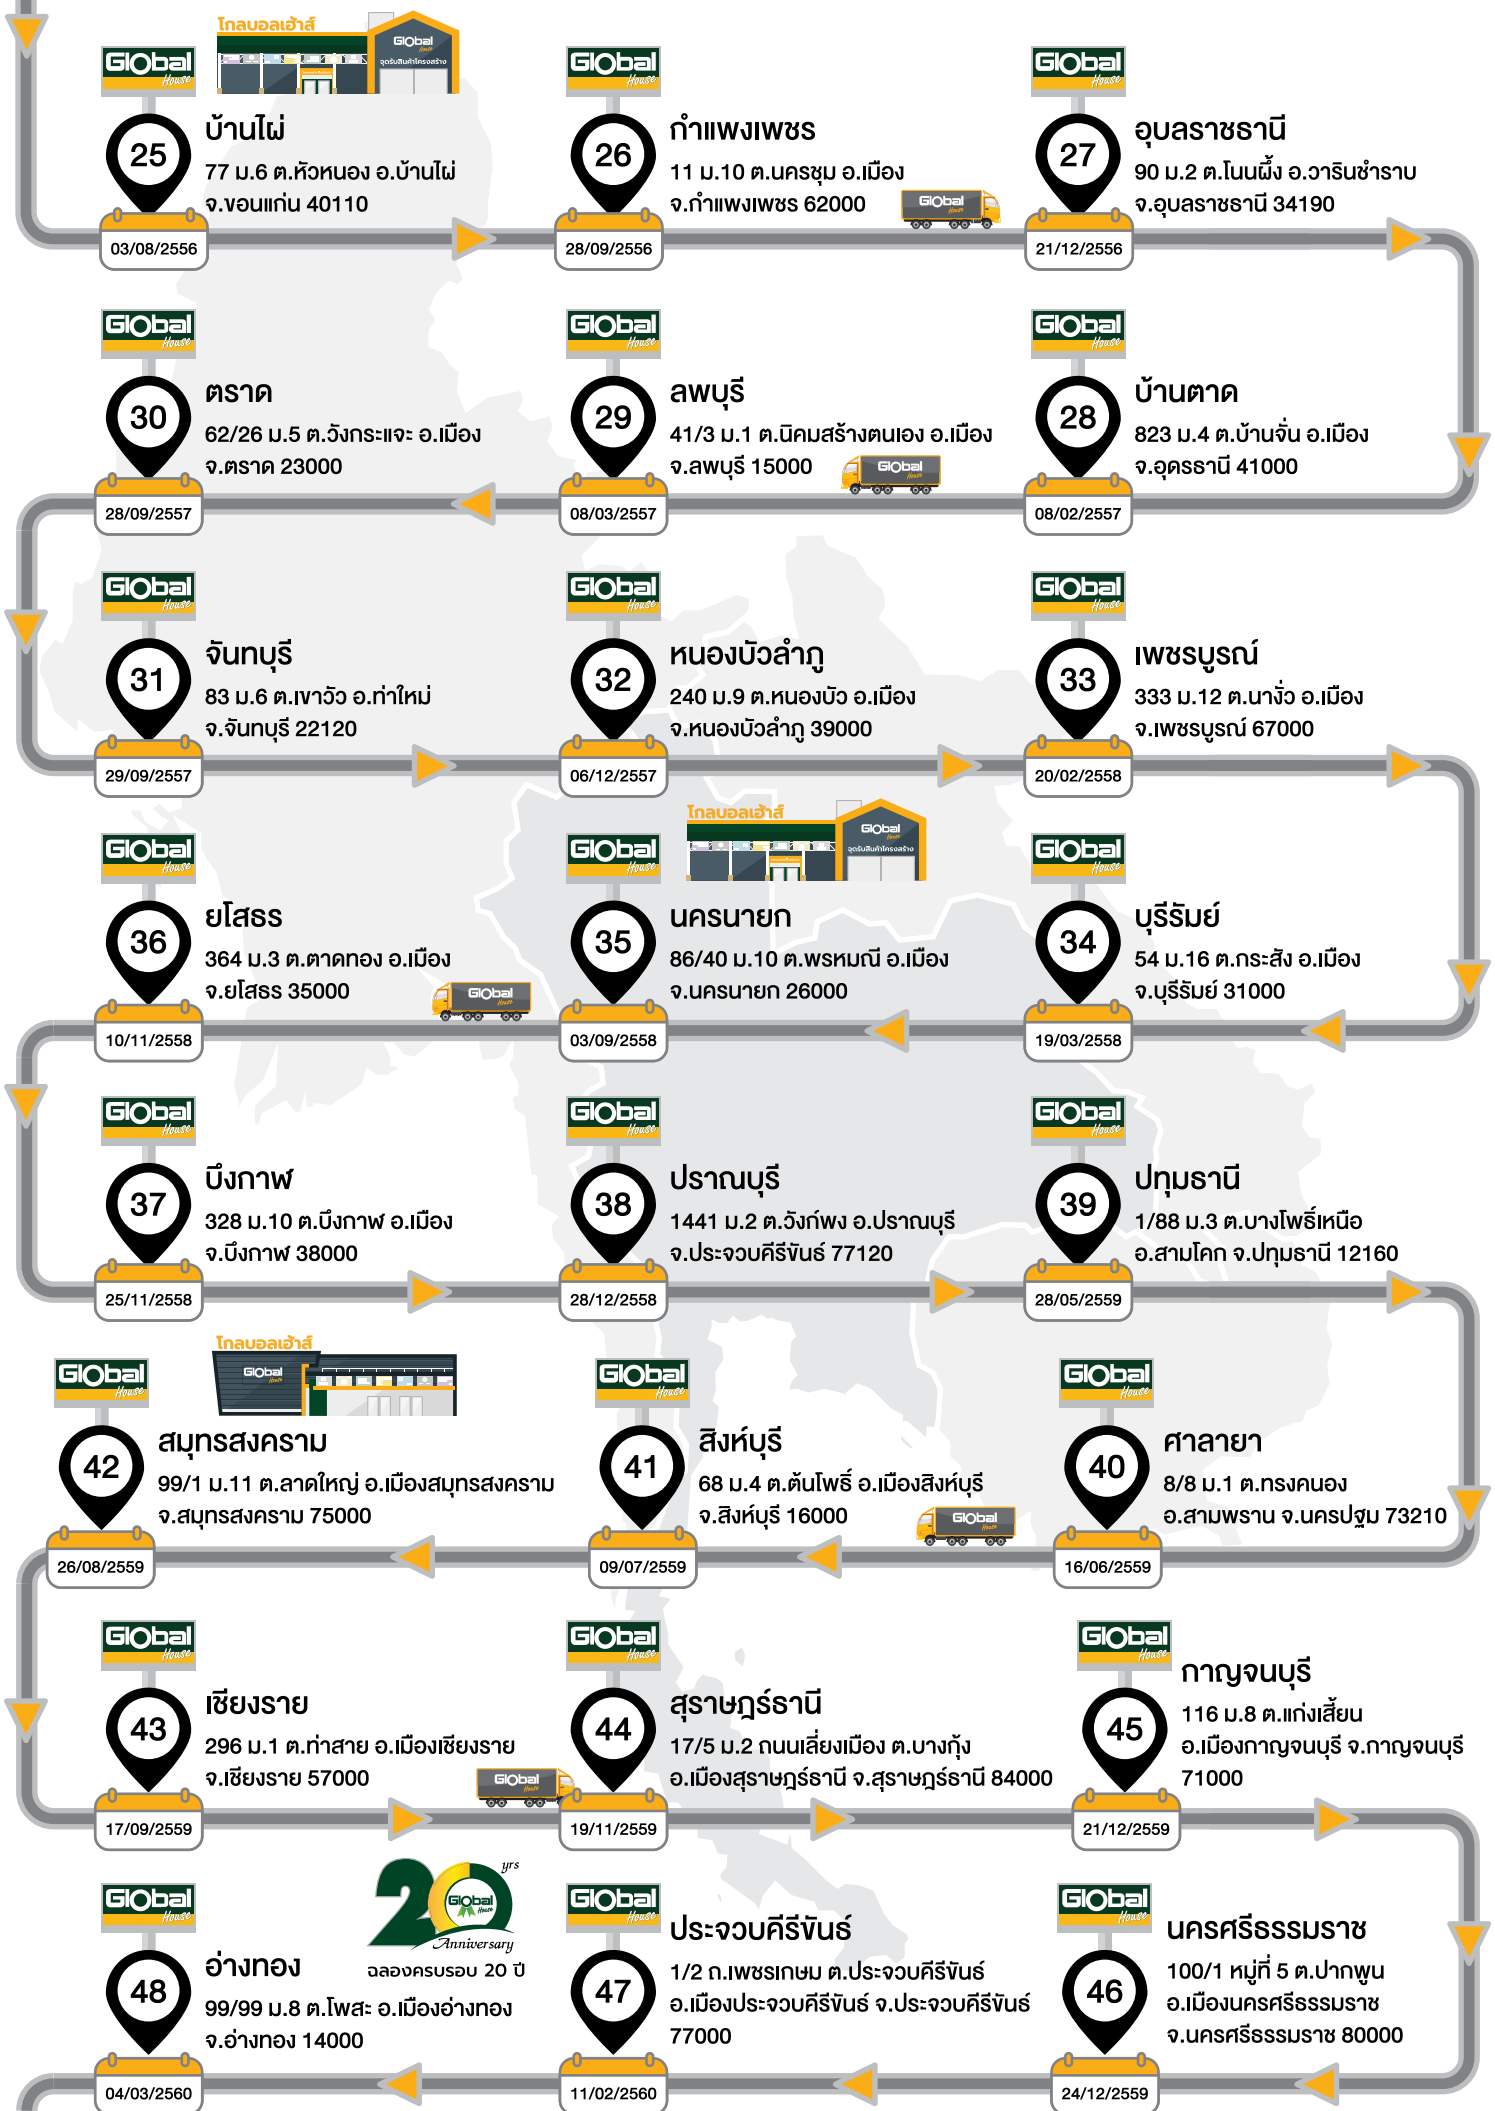 โกลบอลเฮ้าส์
Global
House
จุดรับสินค้าโครงสร้าง
Global
House
25
บ้านไผ่
77 ม.6 ต.หัวหนอง อ.บ้านไผ่
จ.ขอนแก่น 40110
03/08/2556
Global
House
26
กำแพงเพชร
11 ม.10 ต.นครชุม อ.เมือง
จ.กำแพงเพชร 62000
28/09/2556
Global
House
Global
House
27
อุบลราชธานี
90 ม.2 ต.โนนผึ้ง อ.วารินชำราบ
จ.อุบลราชธานี 34190
21/12/2556
Global
House
30
ตราด
62/26 ม.5 ต.วังกระแจะ อ.เมือง
จ.ตราด 23000
28/09/2557
Global
House
29
ลพบุรี
41/3 ม.1 ต.นิคมสร้างตนเอง อ.เมือง
จ.ลพบุรี 15000
08/03/2557
Global
House
Global
House
28
บ้านตาด
823 ม.4 ต.บ้านจั่น อ.เมือง
จ.อุดรธานี 41000
08/02/2557
Global
House
31
จันทบุรี
83 ม.6 ต.เขาวัว อ.ท่าใหม่
จ.จันทบุรี 22120
29/09/2557
Global
House
32
หนองบัวลำภู
240 ม.9 ต.หนองบัว อ.เมือง
จ.หนองบัวลำภู 39000
06/12/2557
Global
House
33
เพชรบูรณ์
333 ม.12 ต.นางั่ว อ.เมือง
จ.เพชรบูรณ์ 67000
20/02/2558
โกลบอลเฮ้าส์
Global
House
จุดรับสินค้าโครงสร้าง
Global
House
36
ยโสธร
364 ม.3 ต.ตาดทอง อ.เมือง
จ.ยโสธร 35000
10/11/2558
Global
House
Global
House
35
นครนายก
86/40 ม.10 ต.พรหมณี อ.เมือง
จ.นครนายก 26000
03/09/2558
Global
House
34
บุรีรัมย์
54 ม.16 ต.กระสัง อ.เมือง
จ.บุรีรัมย์ 31000
19/03/2558
Global
House
37
บึงกาฬ
328 ม.10 ต.บึงกาฬ อ.เมือง
จ.บึงกาฬ 38000
25/11/2558
Global
House
38
ปราณบุรี
1441 ม.2 ต.วังก์พง อ.ปราณบุรี
จ.ประจวบคีรีขันธ์ 77120
28/12/2558
Global
House
39
ปทุมธานี
1/88 ม.3 ต.บางโพธิ์เหนือ
อ.สามโคก จ.ปทุมธานี 12160
28/05/2559
โกลบอลเฮ้าส์
Global
House
Global
House
42
สมุทรสงคราม
99/1 ม.11 ต.ลาดใหญ่ อ.เมืองสมุทรสงคราม
จ.สมุทรสงคราม 75000
26/08/2559
Global
House
41
สิงห์บุรี
68 ม.4 ต.ต้นโพธิ์ อ.เมืองสิงห์บุรี
จ.สิงห์บุรี 16000
09/07/2559
Global
House
Global
House
40
ศาลายา
8/8 ม.1 ต.ทรงคนอง
อ.สามพราน จ.นครปฐม 73210
16/06/2559
Global
House
43
เชียงราย
296 ม.1 ต.ท่าสาย อ.เมืองเชียงราย
จ.เชียงราย 57000
17/09/2559
Global
House
Global
House
44
สุราษฎร์ธานี
17/5 ม.2 ถนนเลี่ยงเมือง ต.บางกุ้ง
อ.เมืองสุราษฎร์ธานี จ.สุราษฎร์ธานี 84000
19/11/2559
Global
House
45
กาญจนบุรี
116 ม.8 ต.แก่งเสี้ยน
อ.เมืองกาญจนบุรี จ.กาญจนบุรี
71000
21/12/2559
Global
House
48
อ่างทอง
99/99 ม.8 ต.โพสะ อ.เมืองอ่างทอง
จ.อ่างทอง 14000
04/03/2560
20 yrs
Global
House
Anniversary
ฉลองครบรอบ 20 ปี
Global
House
47
ประจวบคีรีขันธ์
1/2 ถ.เพชรเกษม ต.ประจวบคีรีขันธ์
อ.เมืองประจวบคีรีขันธ์ จ.ประจวบคีรีขันธ์
77000
11/02/2560
Global
House
46
นครศรีธรรมราช
100/1 หมู่ที่ 5 ต.ปากพูน
อ.เมืองนครศรีธรรมราช
จ.นครศรีธรรมราช 80000
24/12/2559